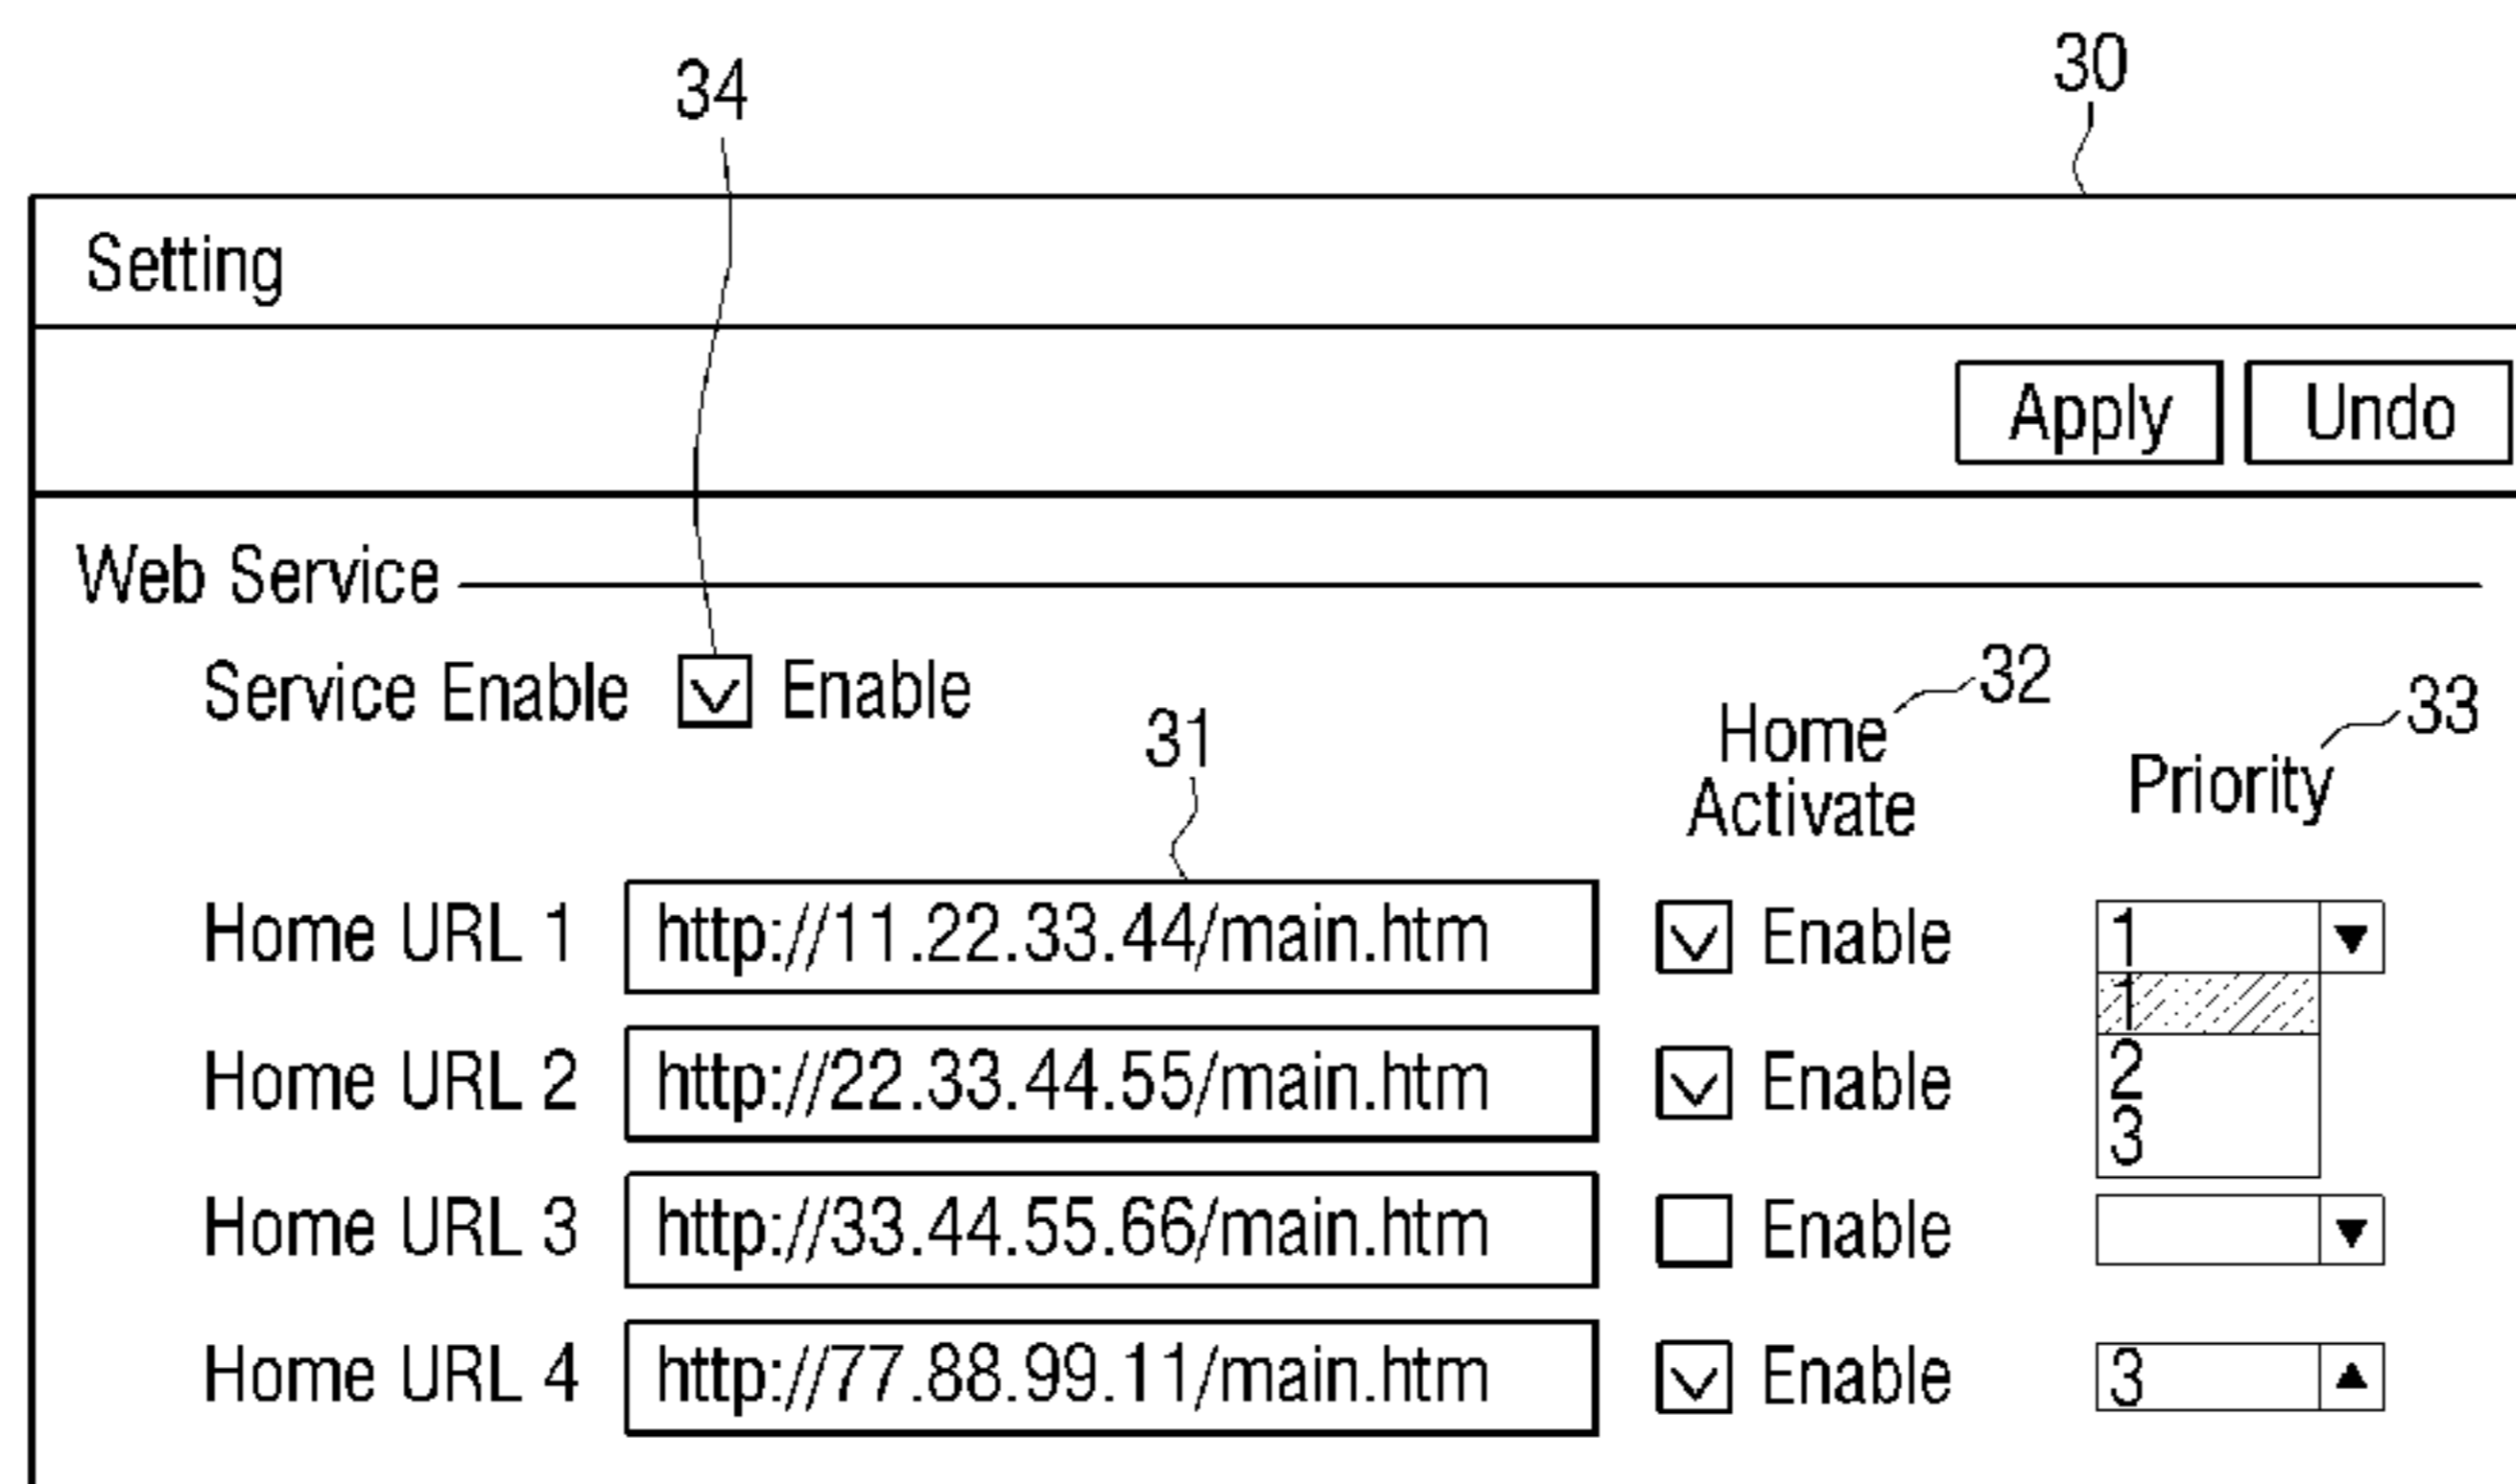 34
30
Setting
Apply Undo
Web Service
Service Enable Enable
32
33
31
Home
Activate
Priority
Home URL 1 http://11.22.33.44/main.htm Enable 1
1
Home URL 2 http://22.33.44.55/main.htm Enable 2
3
Home URL 3 http://33.44.55.66/main.htm Enable
Home URL 4 http://77.88.99.11/main.htm Enable 3